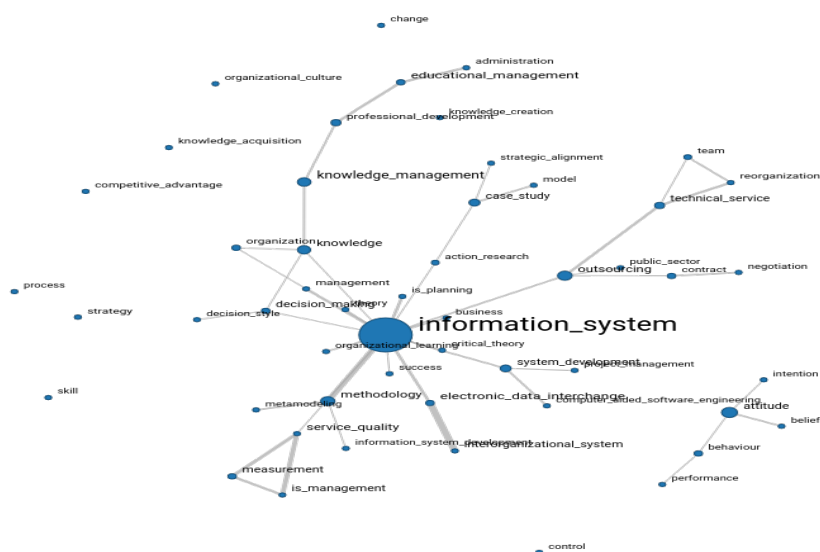 change
administration
educational_management
organizational_culture
knowledge_creation
professional_development
knowledge_acquisition
team
strategic_alignment
reorganization
knowledge_management
model
competitive_advantage
case_study
technical_service
organization
knowledge
action_research
public_sector
negotiation
outsourcing
contract
management
process
is_planning
decision_making
theory
strategy
decision_style
business
information_system
organizational_learning
critical_theory
system_development
project_management
success
intention
skill
methodology
electronic_data_interchange
metamodeling
computer_aided_software_engineering
attitude
belief
service_quality
information_system_development
interorganizational_system
behaviour
measurement
performance
is_management
control